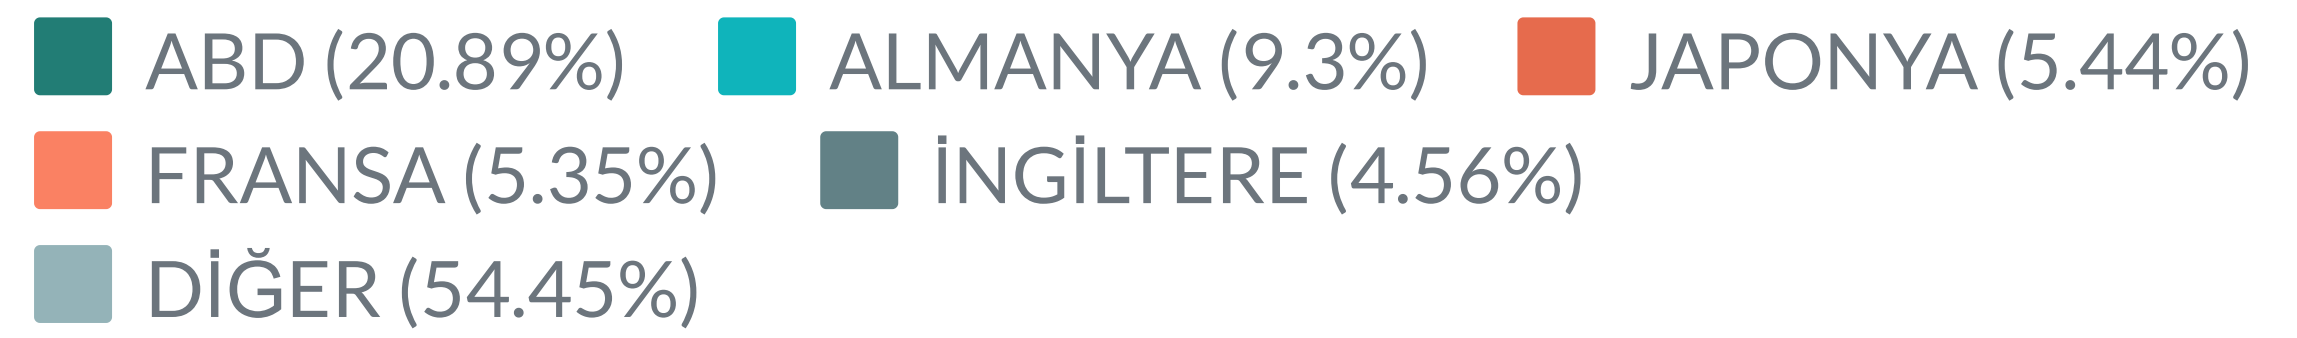 ABD (20.89%) ALMANYA (9.3%) JAPONYA (5.44%)
FRANSA (5.35%) İNGİLTERE (4.56%)
DİĞER (54.45%)